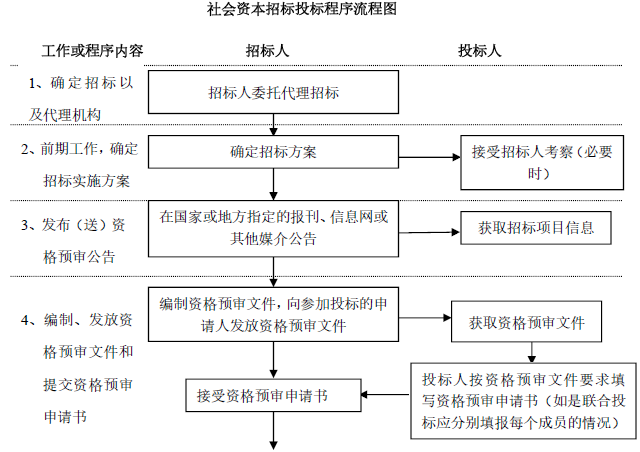 社会资本招标投标程序流程图
工作或程序内容
招标人
投标人
1、确定招标以
及代理机构
招标人委托代理招标
2、前期工作，确定
招标实施方案
确定招标方案
接受招标人考察（必要
时）
3、发布（送）资
格预审公告
在国家或地方指定的报刊、信息网或
其他媒介公告
获取招标项目信息
4、编制、发放资
格预审文件和
提交资格预审
申请书
编制资格预审文件，向参加投标的申
请人发放资格预审文件
获取资格预审文件
接受资格预审申请书
投标人按资格预审文件要求填
写资格预审申请书（如是联合投
标应分别填报每个成员的情况）